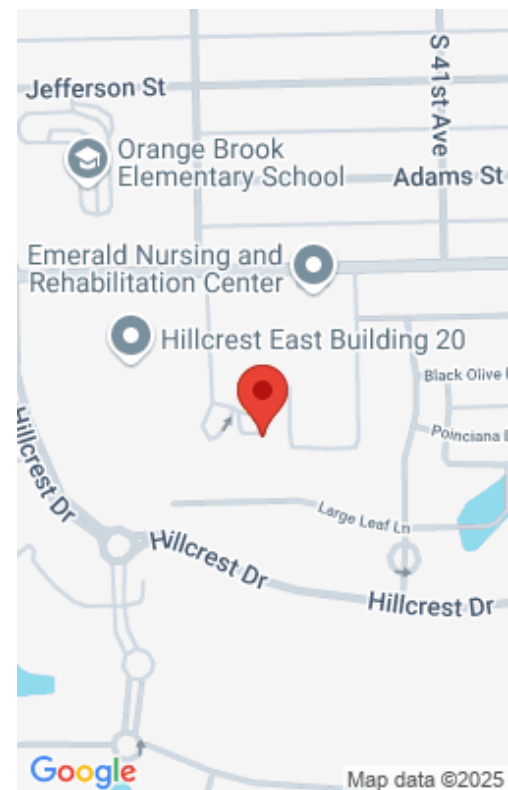 S 41st Ave
Jefferson St
Orange Brook
Elementary School
Adams St
Emerald Nursing and
Rehabilitation Center
Hillcrest East Building 20
Black Olive
Poinciana
Hillcrest Dr
Large Leaf Ln
Hillcrest Dr
Hillcrest Dr
Google
Map data ©2025